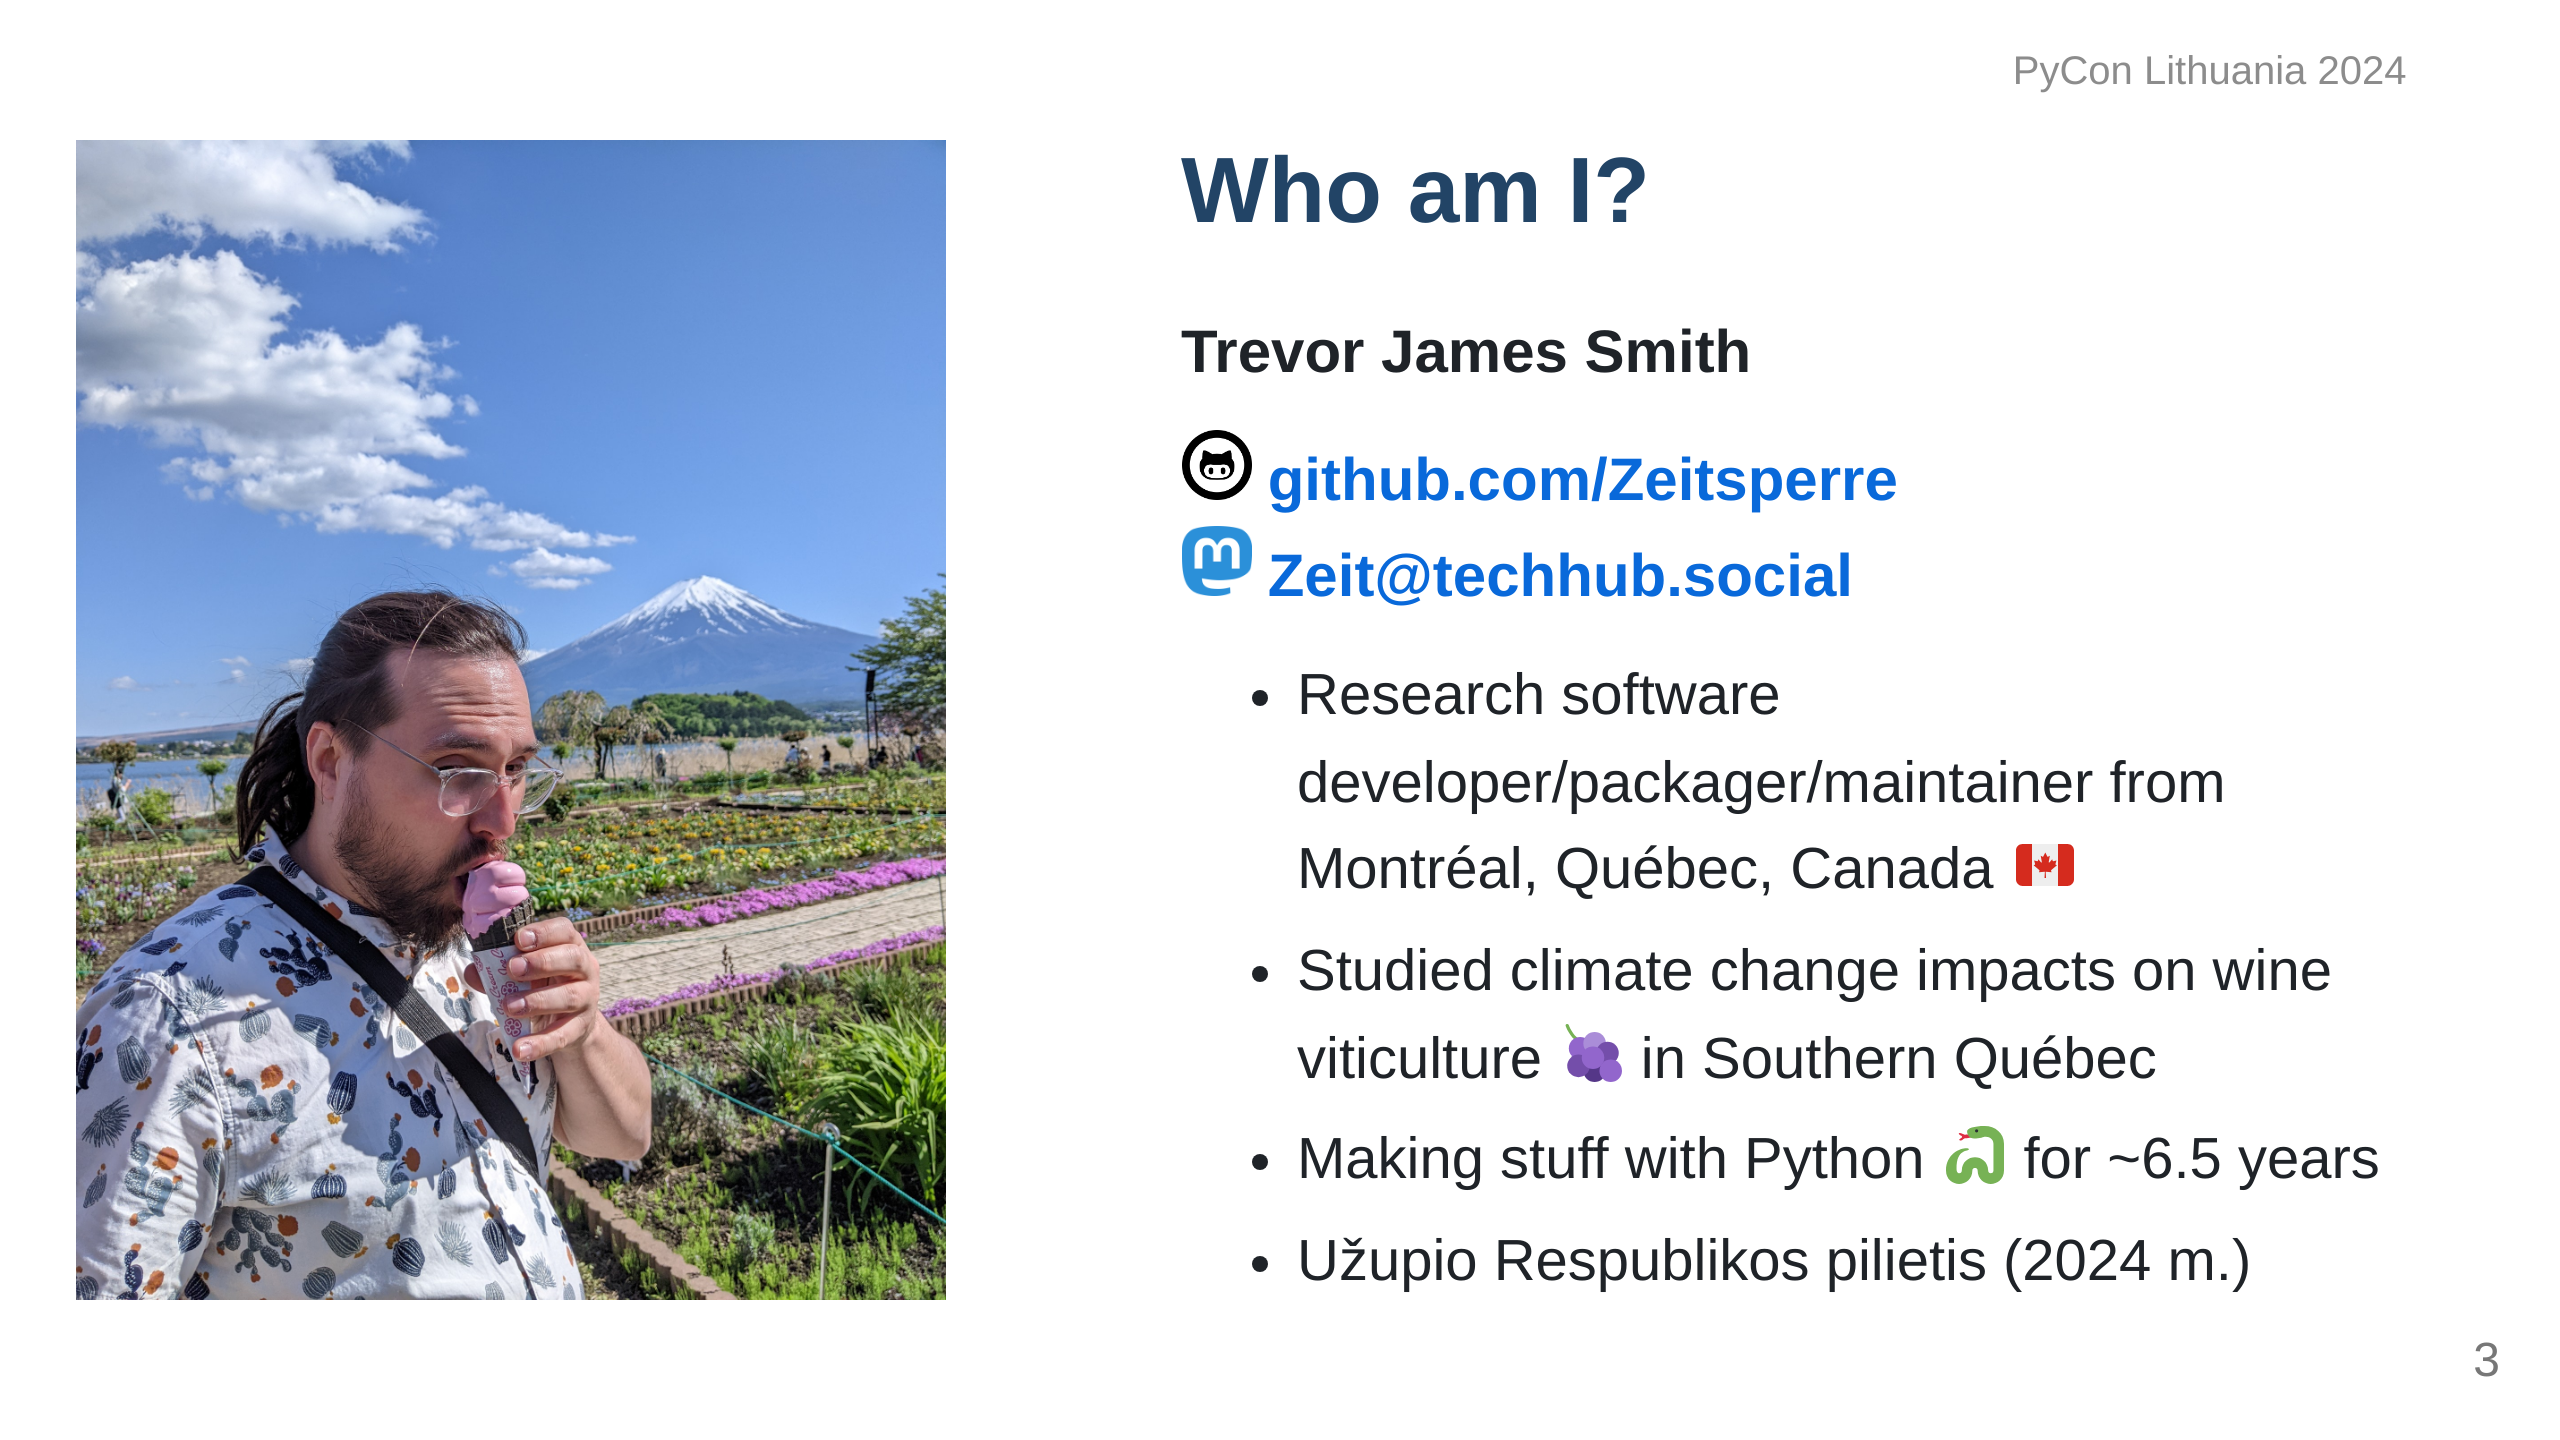 PyCon Lithuania 2024
Who am I?
Trevor James Smith
github.com/Zeitsperre
Zeit@techhub.social
• Research software
developer/packager/maintainer from
Montréal, Québec, Canada 🇨🇦
• Studied climate change impacts on wine
viticulture 🍇 in Southern Québec
• Making stuff with Python 🐍 for ~6.5 years
• Užupio Respublikos pilietis (2024 m.)
3